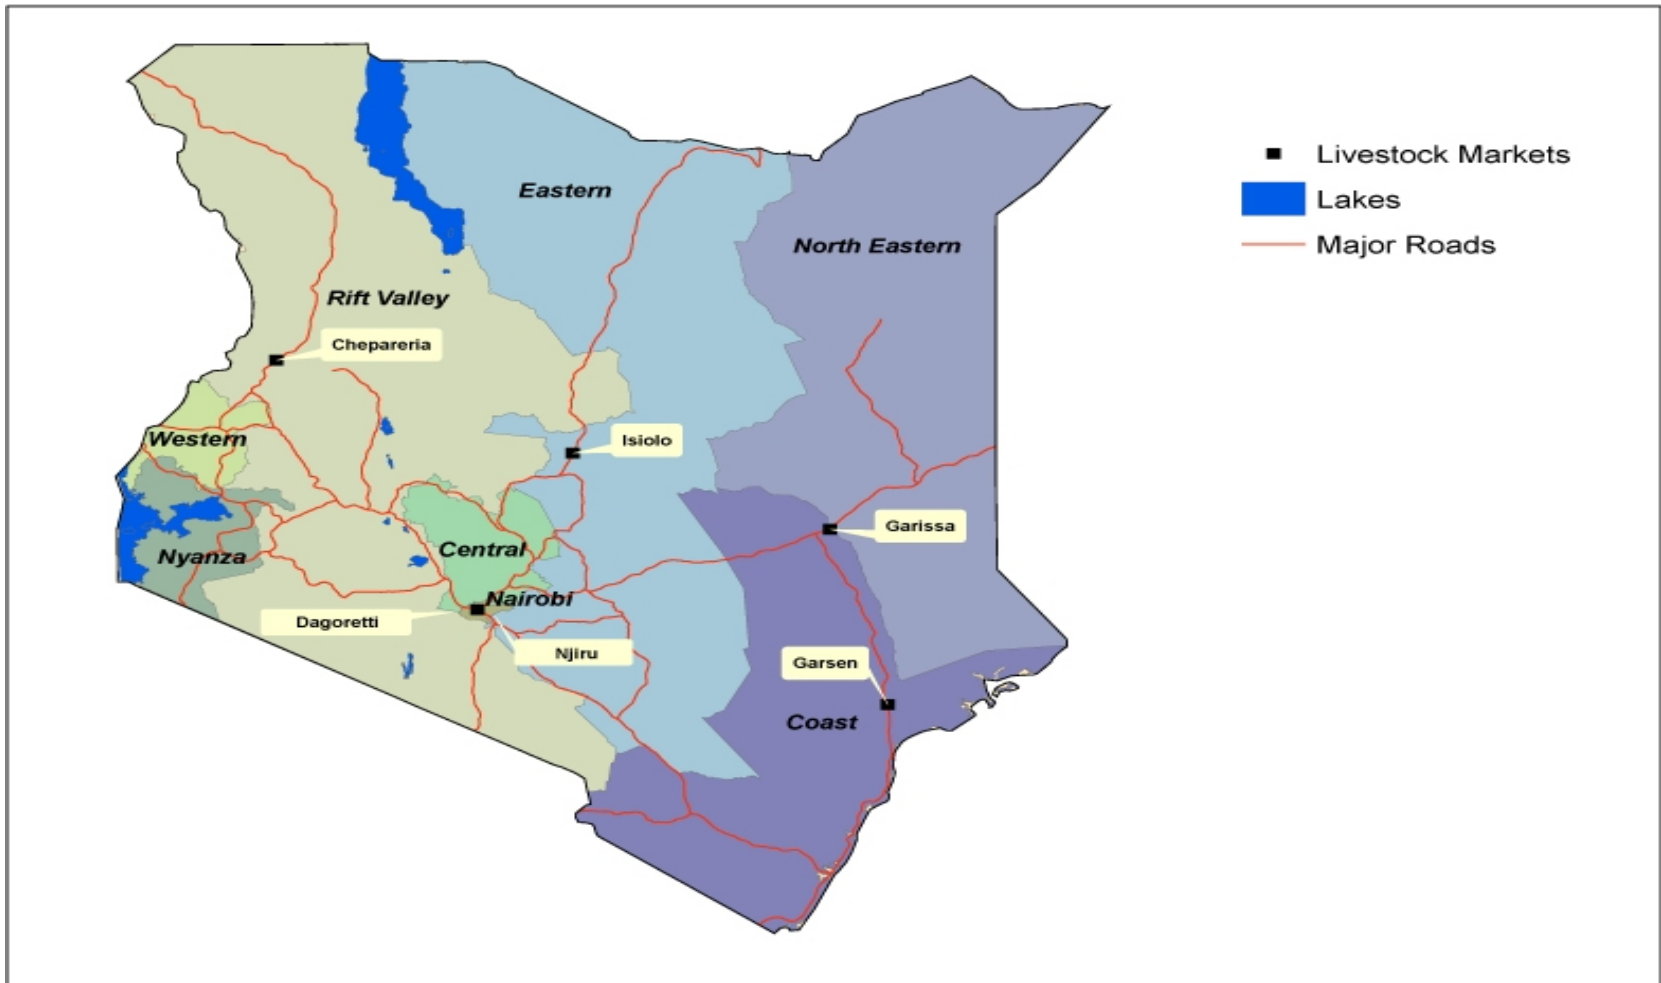 Livestock Markets
Lakes
Major Roads
Eastern
North Eastern
Rift Valley
Chepareria
Western
Isiolo
Garissa
Central
Nyanza
Nairobi
Dagoretti
Njiru
Garsen
Coast